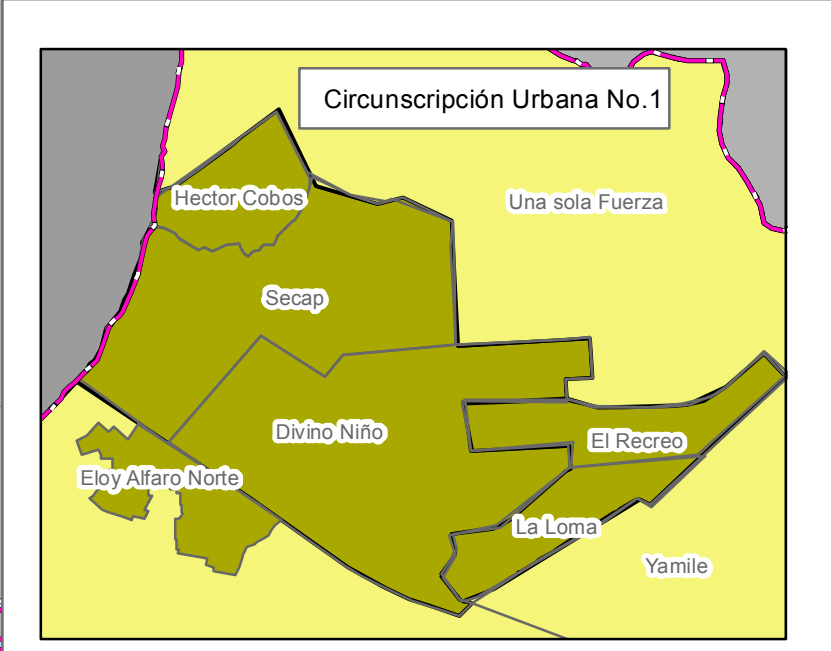 Circunscripción Urbana No.1
Hector Cobos
Una sola Fuerza
Secap
Divino Niño
El Recreo
Eloy Alfaro Norte
La Loma
Yamile